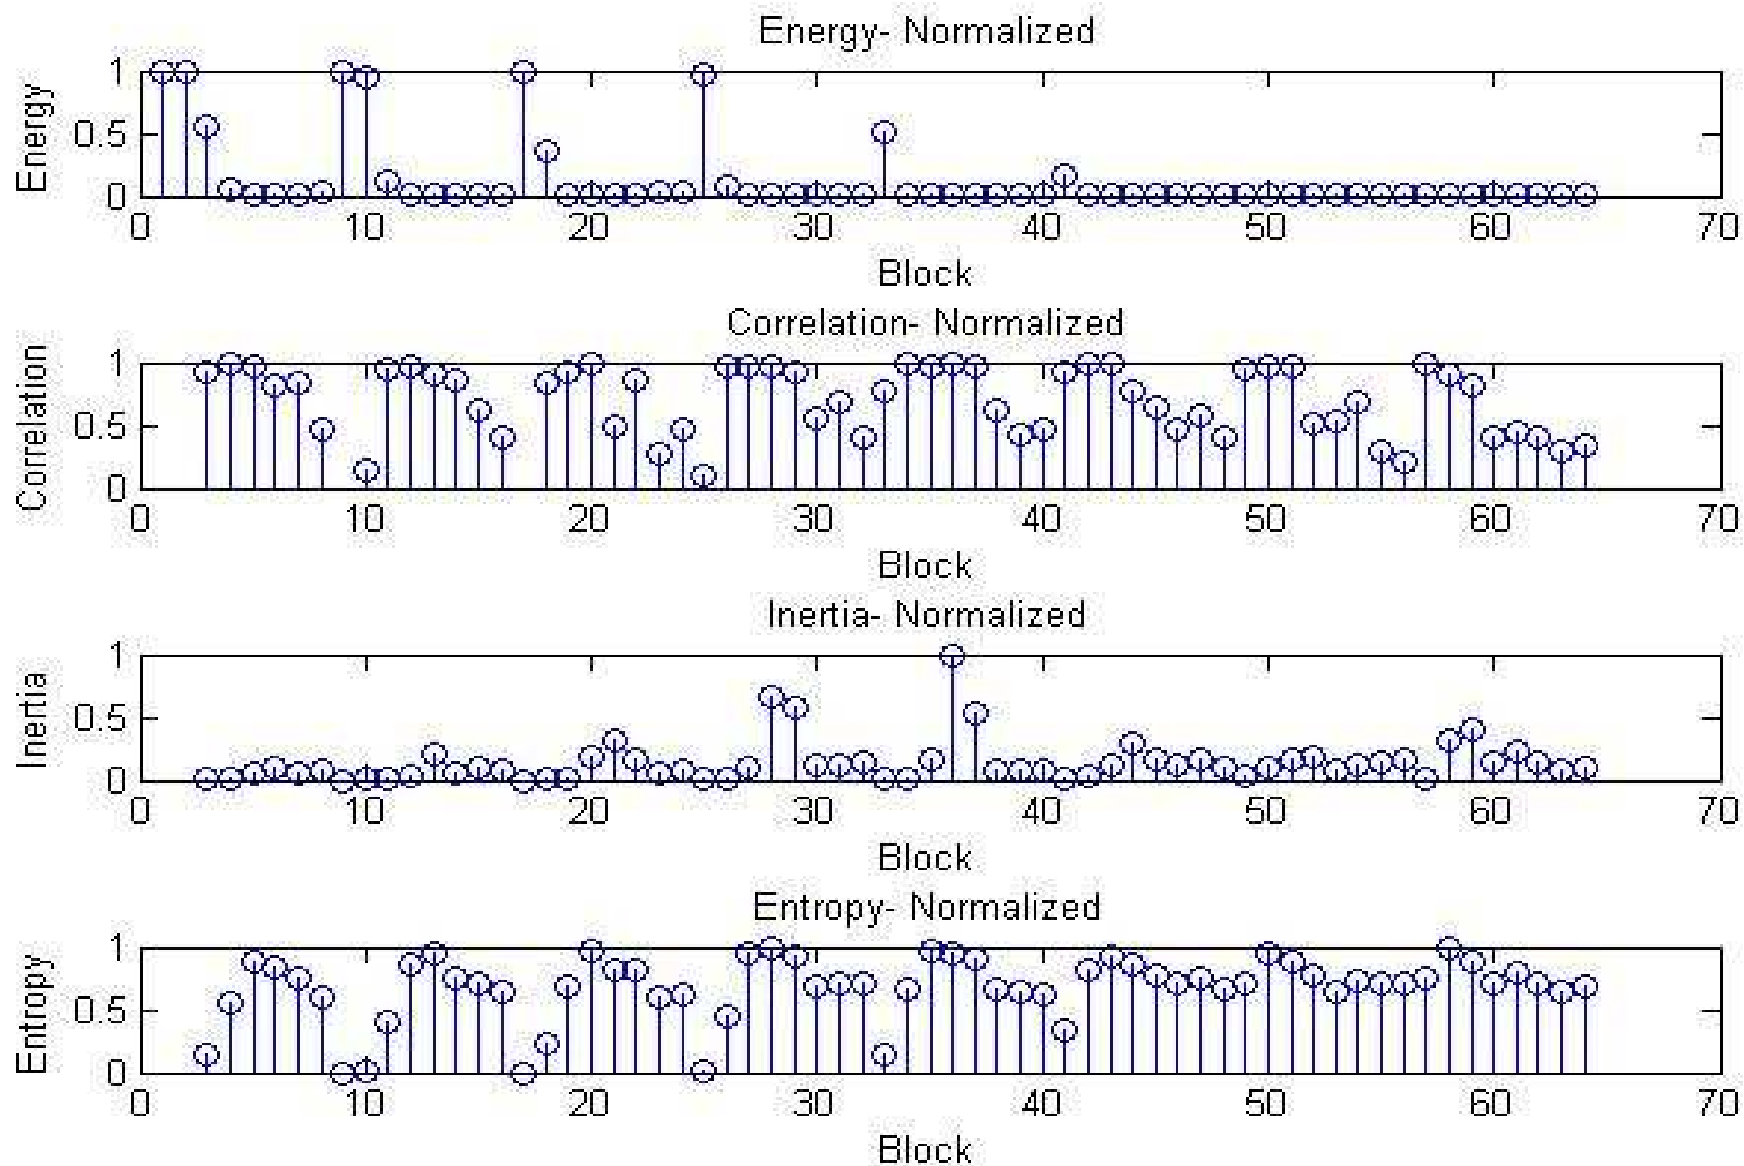 Energy- Normalized
Energy
1
0.5
0
0 10 20 30 40 50 60 70
Block
Correlation- Normalized
Correlation
1
0.5
0
0 10 20 30 40 50 60 70
Block
Inertia- Normalized
Inertia
1
0.5
0
0 10 20 30 40 50 60 70
Block
Entropy- Normalized
Entropy
1
0.5
0
0 10 20 30 40 50 60 70
Block